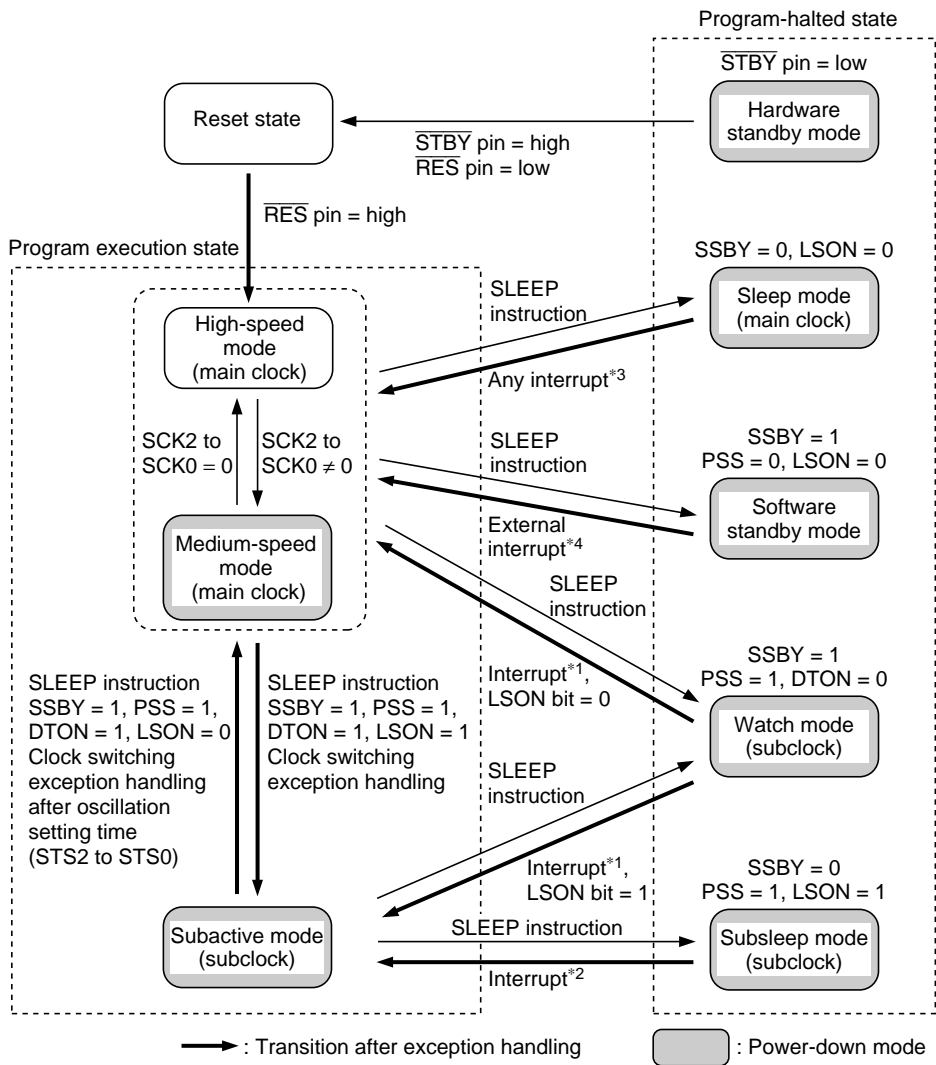 Program-halted state
STBY pin = low
Hardware
standby mode
Reset state
STBY pin = high
RES pin = low
RES pin = high
Program execution state
SSBY = 0, LSON = 0
Sleep mode
(main clock)
SLEEP
instruction
Any interrupt*3
High-speed
mode
(main clock)
SCK2 to
SCK0 = 0
SCK2 to
SCK0 ≠ 0
Medium-speed
mode
(main clock)
SLEEP
instruction
External
interrupt*4
SSBY = 1
PSS = 0, LSON = 0
Software
standby mode
SLEEP
instruction
Interrupt*1,
LSON bit = 0
SSBY = 1
PSS = 1, DTON = 0
Watch mode
(subclock)
SLEEP instruction
SSBY = 1, PSS = 1,
DTON = 1, LSON = 0
Clock switching
exception handling
after oscillation
setting time
(STS2 to STS0)
SLEEP instruction
SSBY = 1, PSS = 1,
DTON = 1, LSON = 1
Clock switching
exception handling
SLEEP
instruction
Interrupt*1,
LSON bit = 1
SSBY = 0
PSS = 1, LSON = 1
Subsleep mode
(subclock)
Subactive mode
(subclock)
SLEEP instruction
Interrupt*2
: Transition after exception handling
: Power-down mode